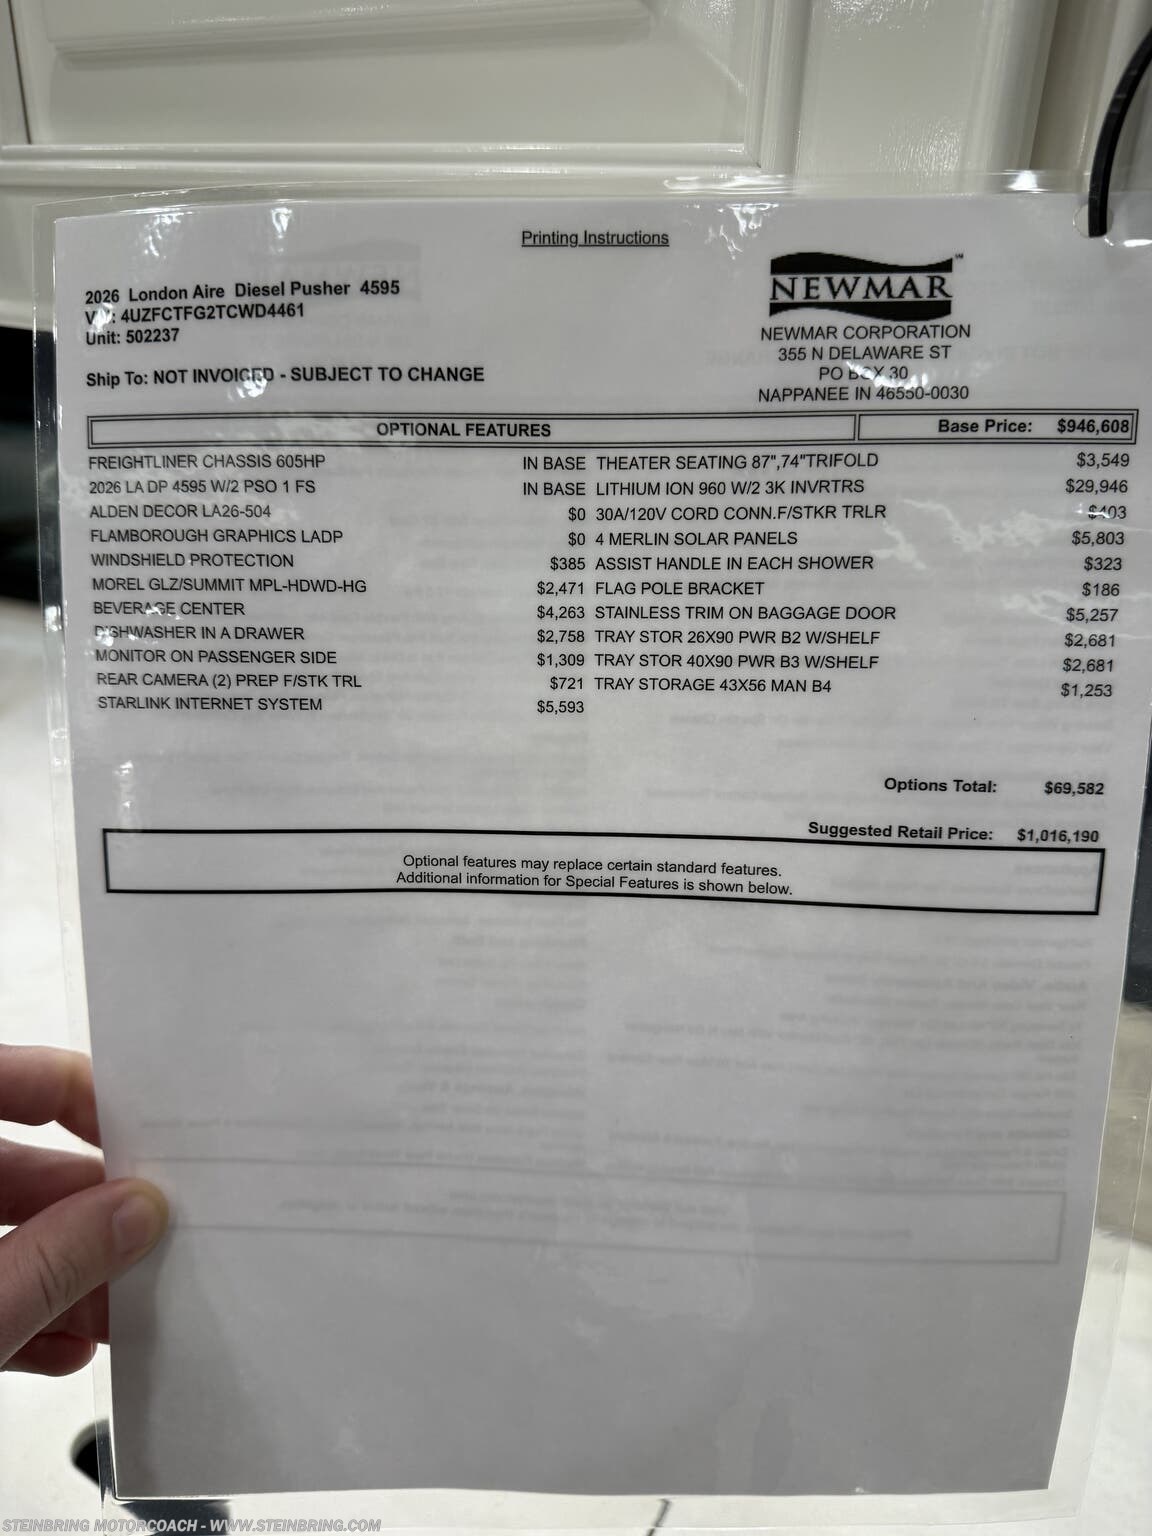 Printing Instructions
2026 London Aire Diesel Pusher 4595
4UZFCTFG2TCWD4461
Unit: 502237
Ship To: NOT INVOICED - SUBJECT TO CHANGE
NEWMAR™
NEWMAR CORPORATION
355 N DELAWARE ST
PO BOX 30
NAPPANEE IN 46550-0030
OPTIONAL FEATURES
Base Price: $946,608
FREIGHTLINER CHASSIS 605HP IN BASE
2026 LA DP 4595 W/2 PSO 1 FS IN BASE
ALDEN DECOR LA26-504 $0
FLAMBOROUGH GRAPHICS LADP $0
WINDSHIELD PROTECTION $385
MOREL GLZ/SUMMIT MPL-HDWD-HG $2,471
BEVERAGE CENTER $4,263
DISHWASHER IN A DRAWER $2,758
MONITOR ON PASSENGER SIDE $1,309
REAR CAMERA (2) PREP F/STK TRL $721
STARLINK INTERNET SYSTEM $5,593
THEATER SEATING 87",74"TRIFOLD $3,549
LITHIUM ION 960 W/2 3K INVRTRS $29,946
30A/120V CORD CONN.F/STKR TRLR $403
4 MERLIN SOLAR PANELS $5,803
ASSIST HANDLE IN EACH SHOWER $323
FLAG POLE BRACKET $186
STAINLESS TRIM ON BAGGAGE DOOR $5,257
TRAY STOR 26X90 PWR B2 W/SHELF $2,681
TRAY STOR 40X90 PWR B3 W/SHELF $2,681
TRAY STORAGE 43X56 MAN B4 $1,253
Options Total: $69,582
Suggested Retail Price: $1,016,190
Optional features may replace certain standard features.
Additional information for Special Features is shown below.
STEINBRING MOTORCOACH - WWW.STEINBRING.COM